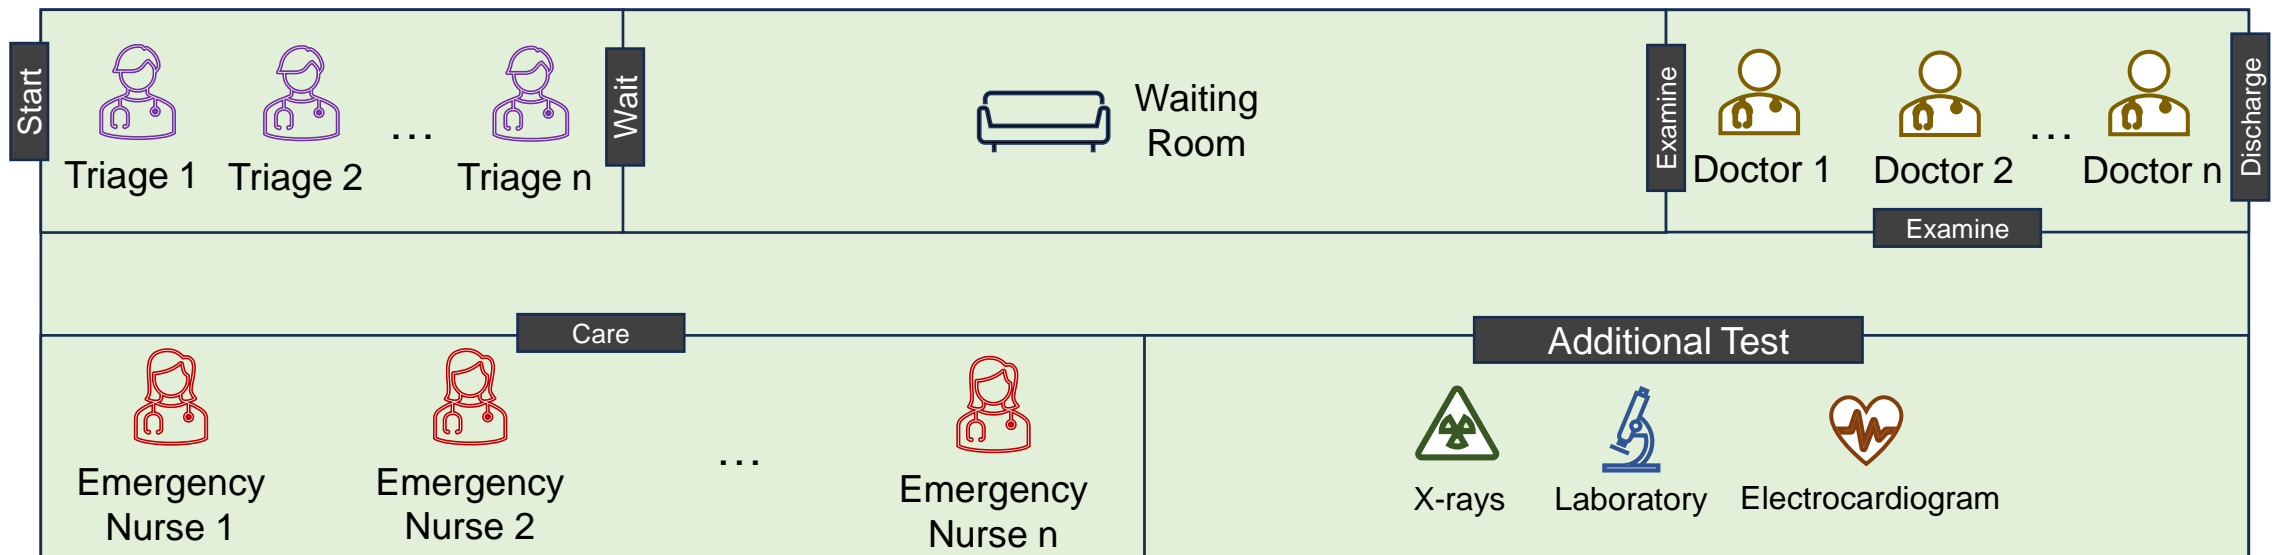 Start
Triage 1
Triage 2
...
Triage n
Wait
Waiting
Room
Examine
Doctor 1
Doctor 2
...
Doctor n
Discharge
Examine
Care
Additional Test
Emergency
Nurse 1
Emergency
Nurse 2
...
Emergency
Nurse n
X-rays
Laboratory
Electrocardiogram